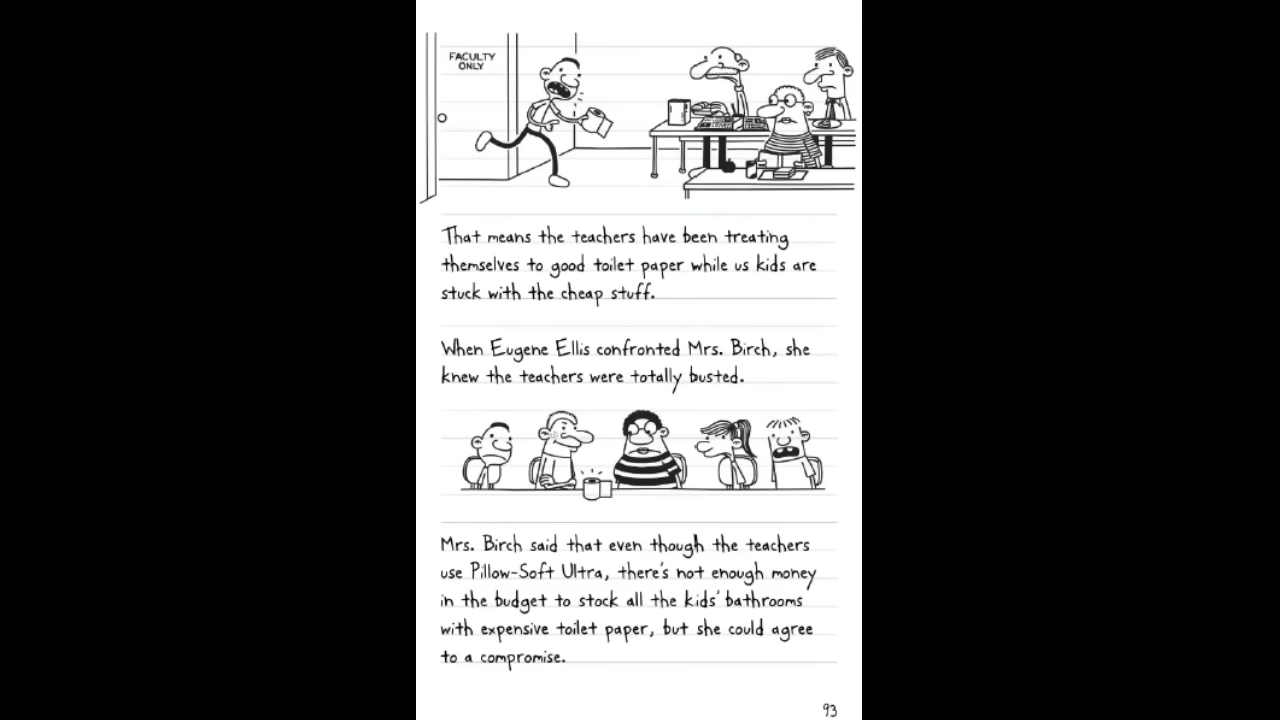 FACULTY
ONLY
That means the teachers have been treating
themselves to good toilet paper while us kids are
stuck with the cheap stuff.
When Eugene Ellis confronted Mrs. Birch, she
knew the teachers were totally busted.
Mrs. Birch said that even though the teachers
use Pillow-Soft Ultra, there's not enough money
in the budget to stock all the kids' bathrooms
with expensive toilet paper, but she could agree
to a compromise.
93